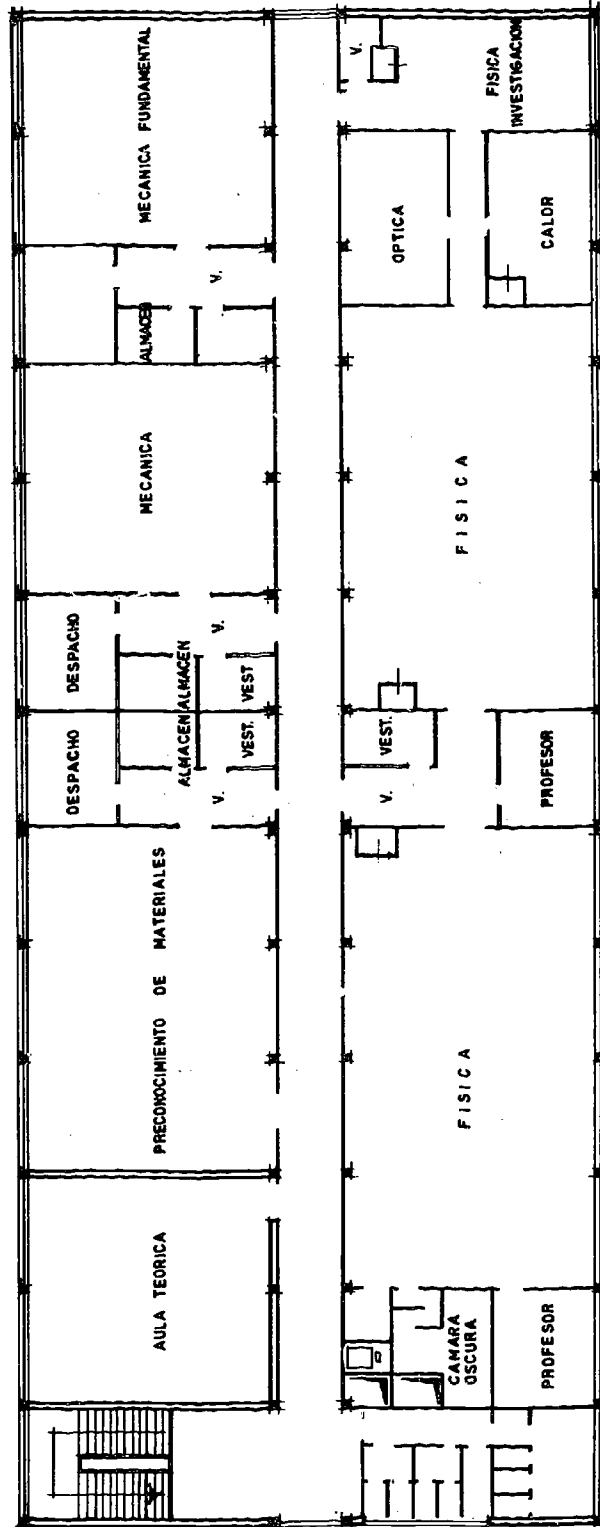 MECANICA FUNDAMENTAL
V.
ALMACEN
MECANICA
DESPACHO
V.
ALMACEN
VEST
DESPACHO
ALMACEN
VEST.
V.
PRECONOCIMIENTO DE MATERIALES
AULA TEORICA
V.
FISICA
INVESTIGACION
OPTICA
CALOR
FISICA
VEST.
V.
PROFESOR
FISICA
CAMARA
OSCURA
PROFESOR